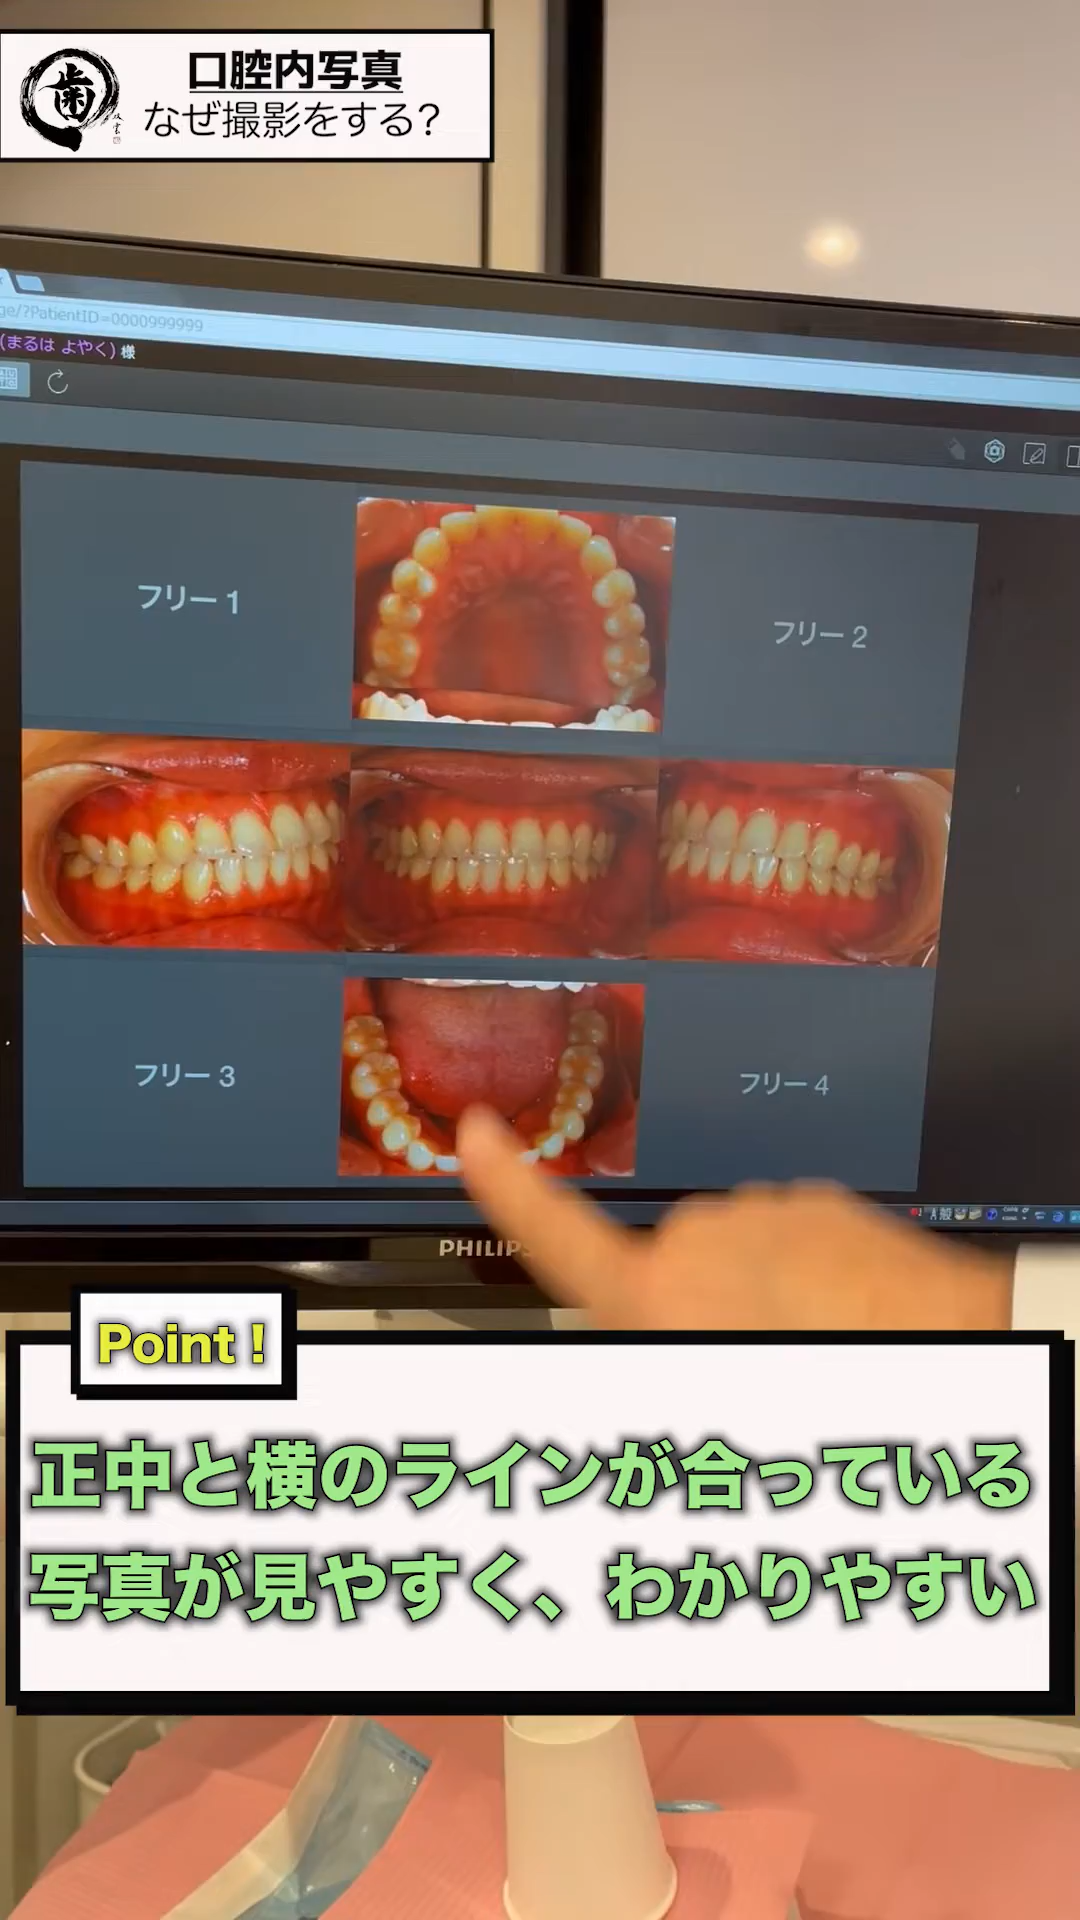 歯
口腔内写真
なぜ撮影をする?
ge/?PatientID=0000999999
(まるは よやく) 様
フリー 1
フリー 2
フリー 3
フリー 4
般
PHILIPS
Point！
正中と横のラインが合っている
写真が見やすく、わかりやすい